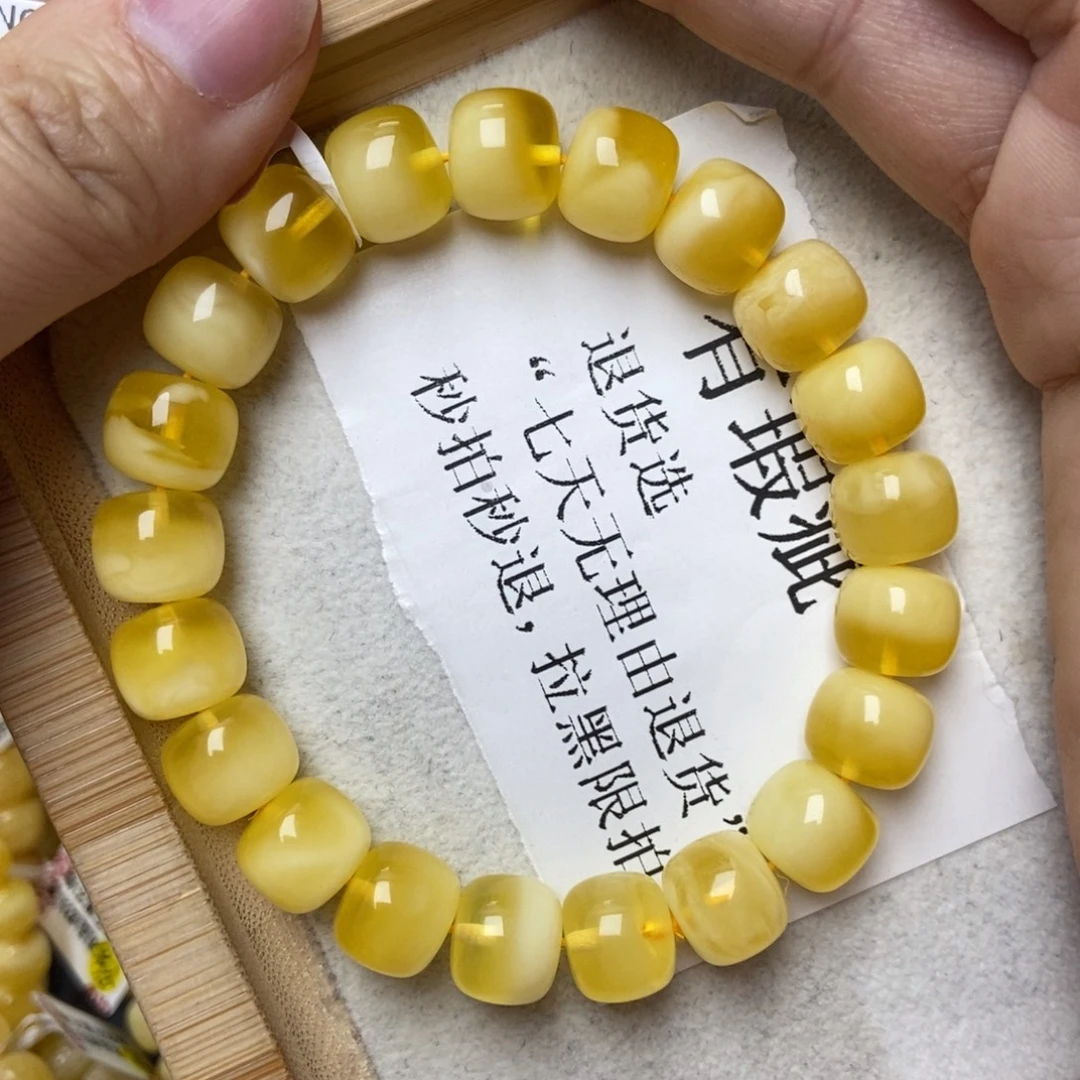 有瑕疵
退货选
“七天无理由退货，
秒拍秒退，拉黑限拍